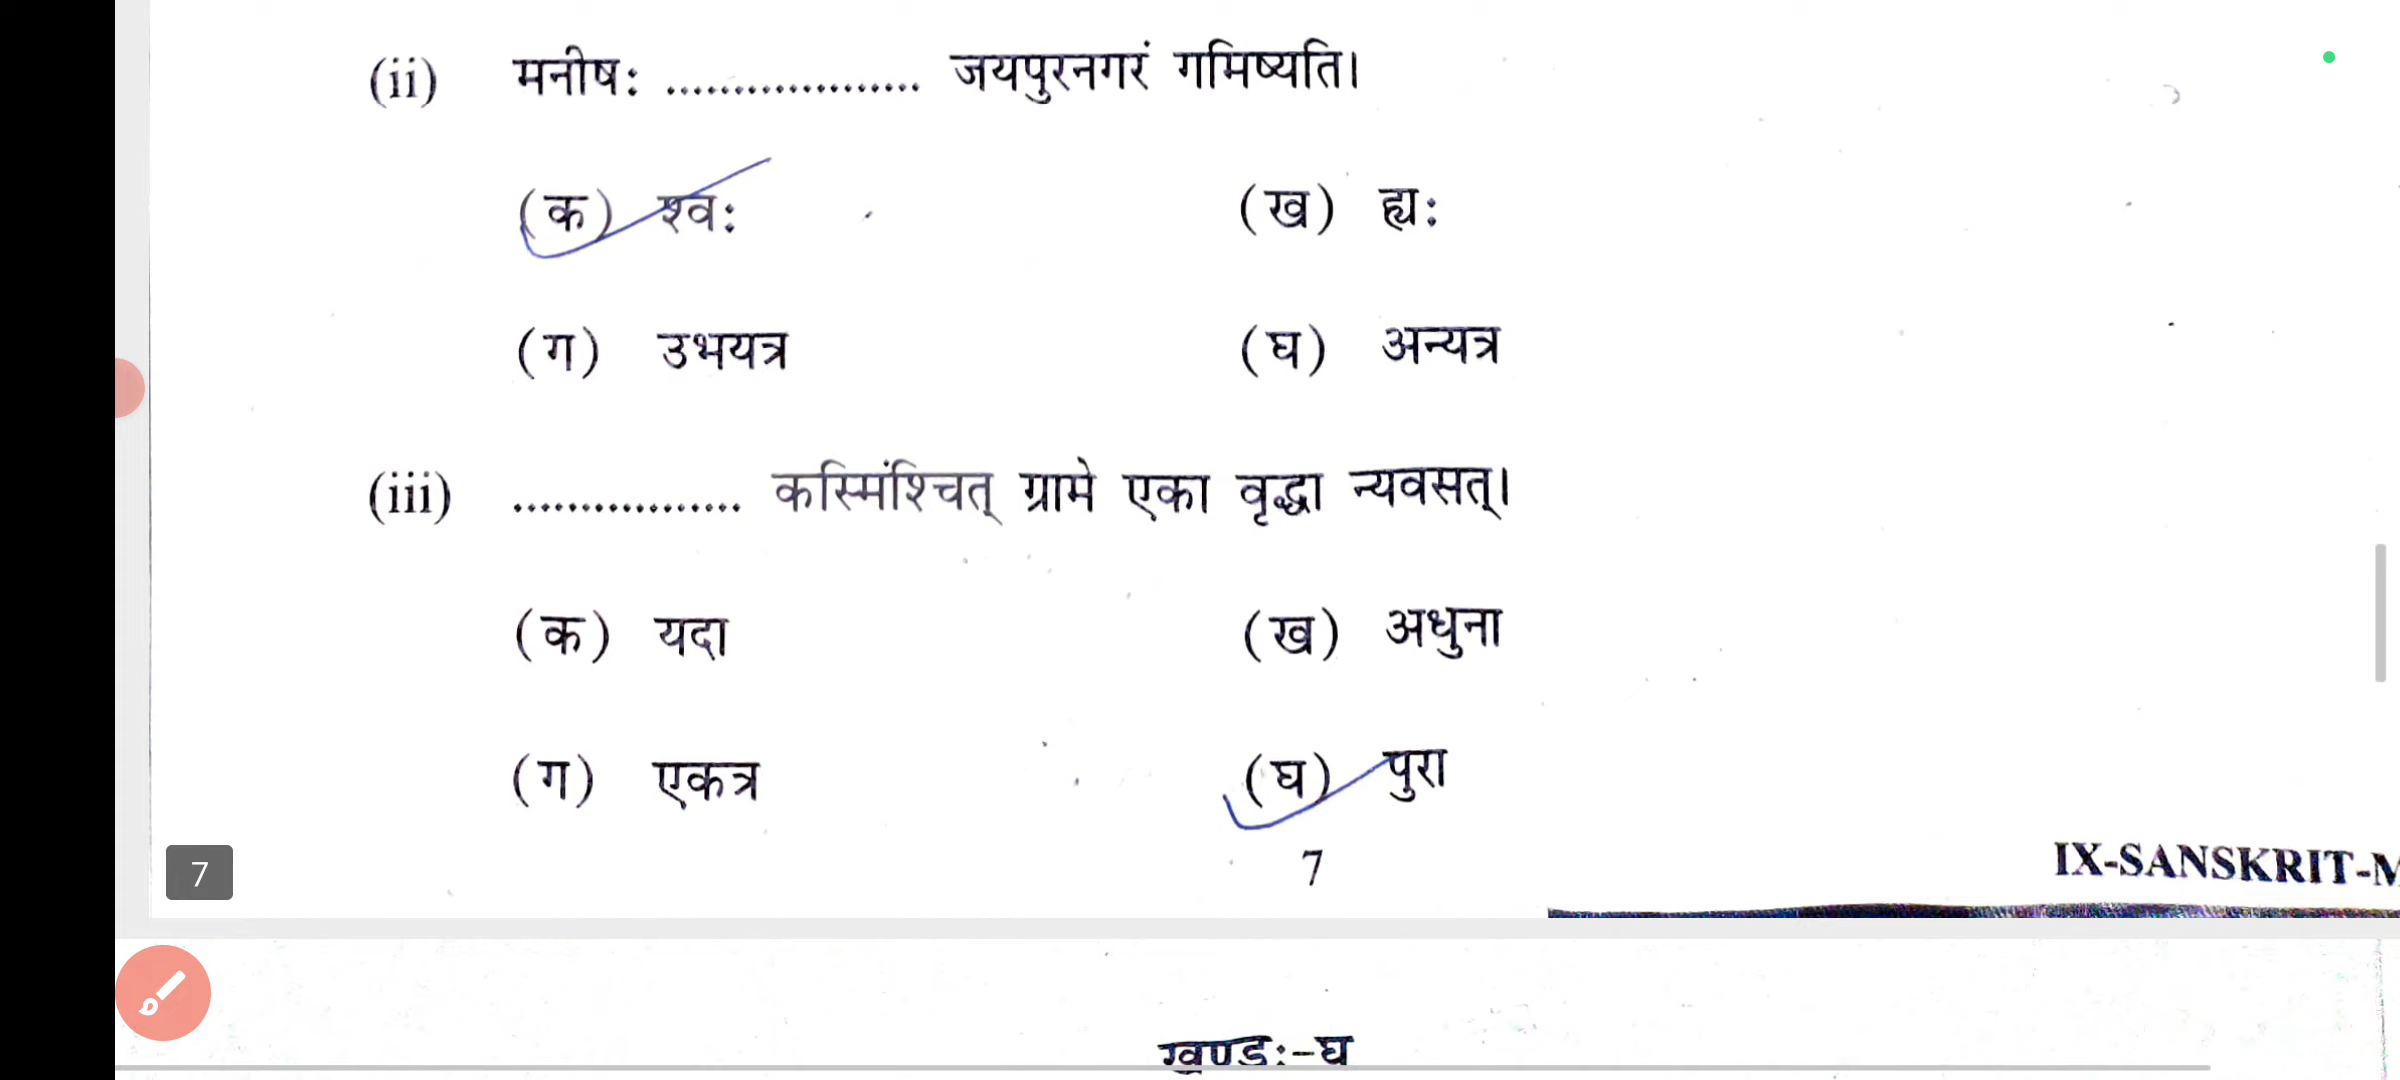 (ii) मनीषः ................... जयपुरनगरं गमिष्यति।
(क) श्वः (ख) ह्यः
(ग) उभयत्र (घ) अन्यत्र
(iii) ................. कस्मिंश्चित् ग्रामे एका वृद्धा न्यवसत्।
(क) यदा (ख) अधुना
(ग) एकत्र (घ) पुरा
7
7 IX-SANSKRIT-M
खण्डः-घ